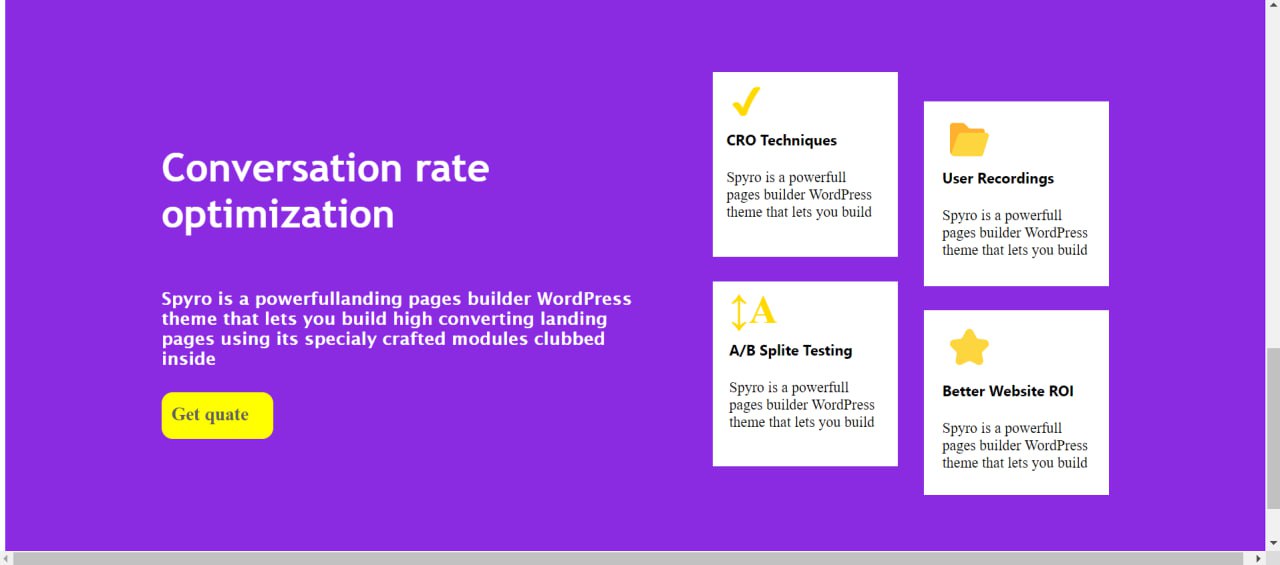 Conversation rate
optimization
Spyro is a powerfullanding pages builder WordPress
theme that lets you build high converting landing
pages using its specialy crafted modules clubbed
inside
Get quate
CRO Techniques
Spyro is a powerfull
pages builder WordPress
theme that lets you build
User Recordings
Spyro is a powerfull
pages builder WordPress
theme that lets you build
↕A
A/B Splite Testing
Spyro is a powerfull
pages builder WordPress
theme that lets you build
Better Website ROI
Spyro is a powerfull
pages builder WordPress
theme that lets you build